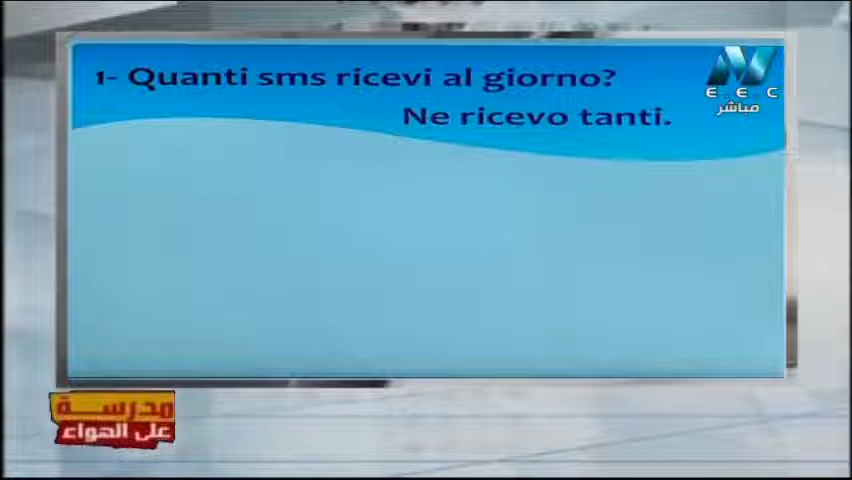 1- Quanti sms ricevi al giorno?
Ne ricevo tanti.
E.E.C
مباشر
مدرسة
على الهواء